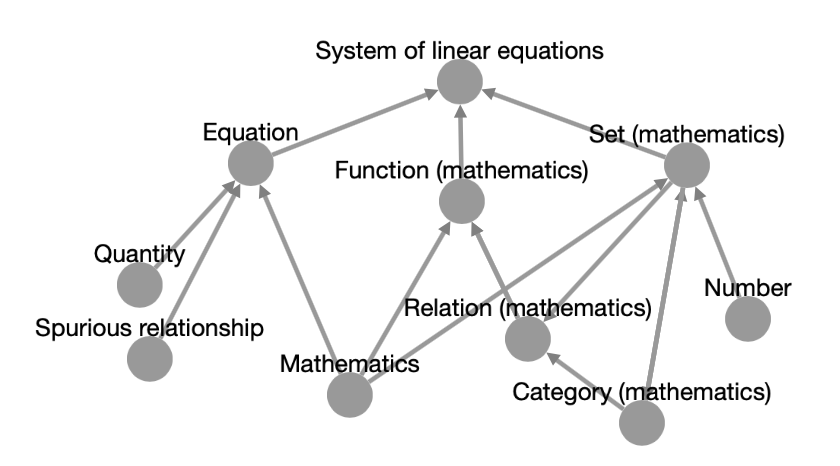 System of linear equations
Equation
Set (mathematics)
Function (mathematics)
Quantity
Number
Relation (mathematics)
Spurious relationship
Mathematics
Category (mathematics)